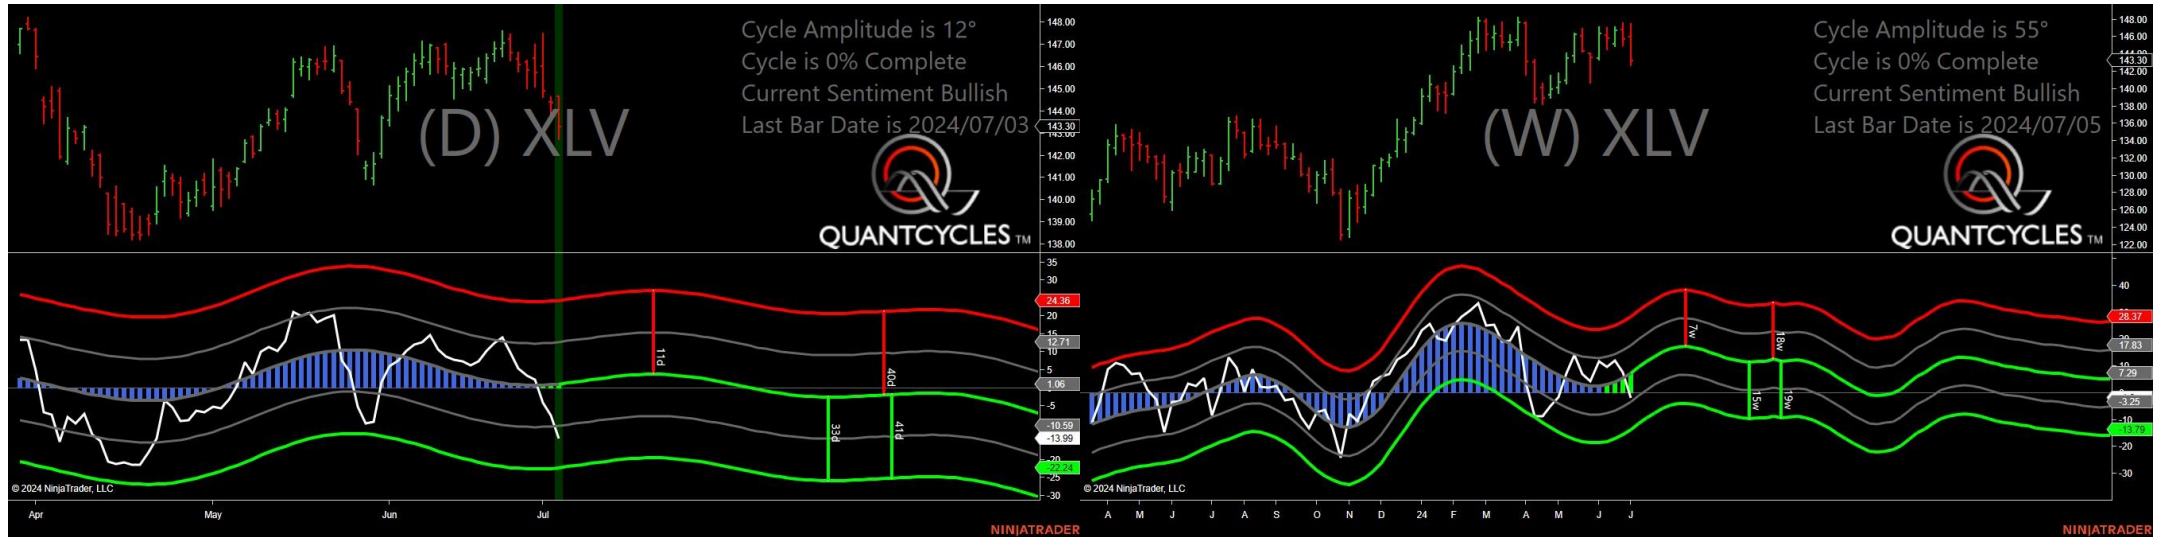 Cycle Amplitude is 12°
Cycle is 0% Complete
Current Sentiment Bullish
Last Bar Date is 2024/07/03
(D) XLV
QUANTCYCLES TM
148.00
147.00
146.00
145.00
144.00
143.30
143.00
142.00
141.00
140.00
139.00
138.00
35
30
24.36
20
15
12.71
10
5
1.06
-5
-10.59
-13.99
-20
-22.24
-25
-30
11d
40d
33d
41d
© 2024 NinjaTrader, LLC
Apr May Jun Jul
NINJATRADER
Cycle Amplitude is 55°
Cycle is 0% Complete
Current Sentiment Bullish
Last Bar Date is 2024/07/05
(W) XLV
QUANTCYCLES TM
148.00
146.00
144.00
143.30
142.00
140.00
138.00
136.00
134.00
132.00
130.00
128.00
126.00
124.00
122.00
40
28.37
17.83
10
7.29
-3.25
-10
-13.79
-20
-30
7w
18w
15w
19w
© 2024 NinjaTrader, LLC
A M J J A S O N D 24 F M A M J J
NINJATRADER